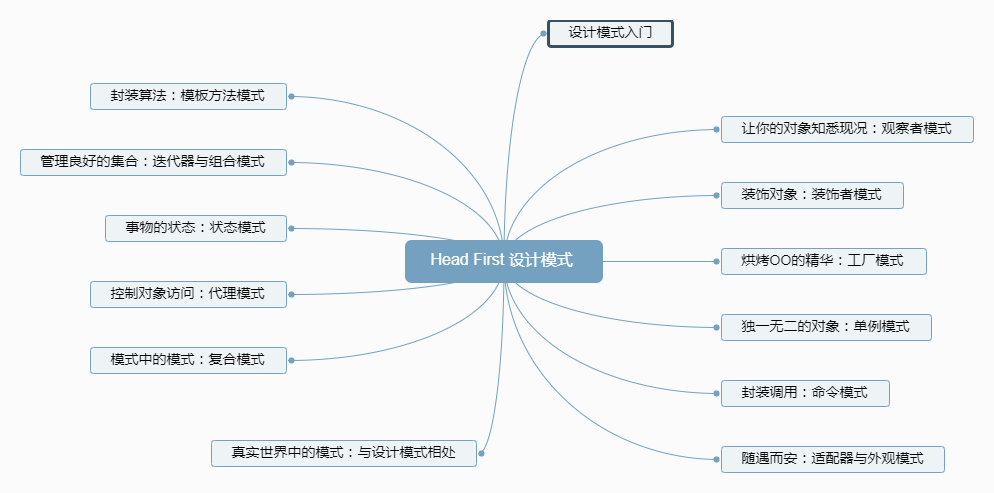 设计模式入门
封装算法：模板方法模式
让你的对象知悉现况：观察者模式
管理良好的集合：迭代器与组合模式
装饰对象：装饰者模式
事物的状态：状态模式
Head First 设计模式
烘烤OO的精华：工厂模式
控制对象访问：代理模式
独一无二的对象：单例模式
模式中的模式：复合模式
封装调用：命令模式
真实世界中的模式：与设计模式相处
随遇而安：适配器与外观模式